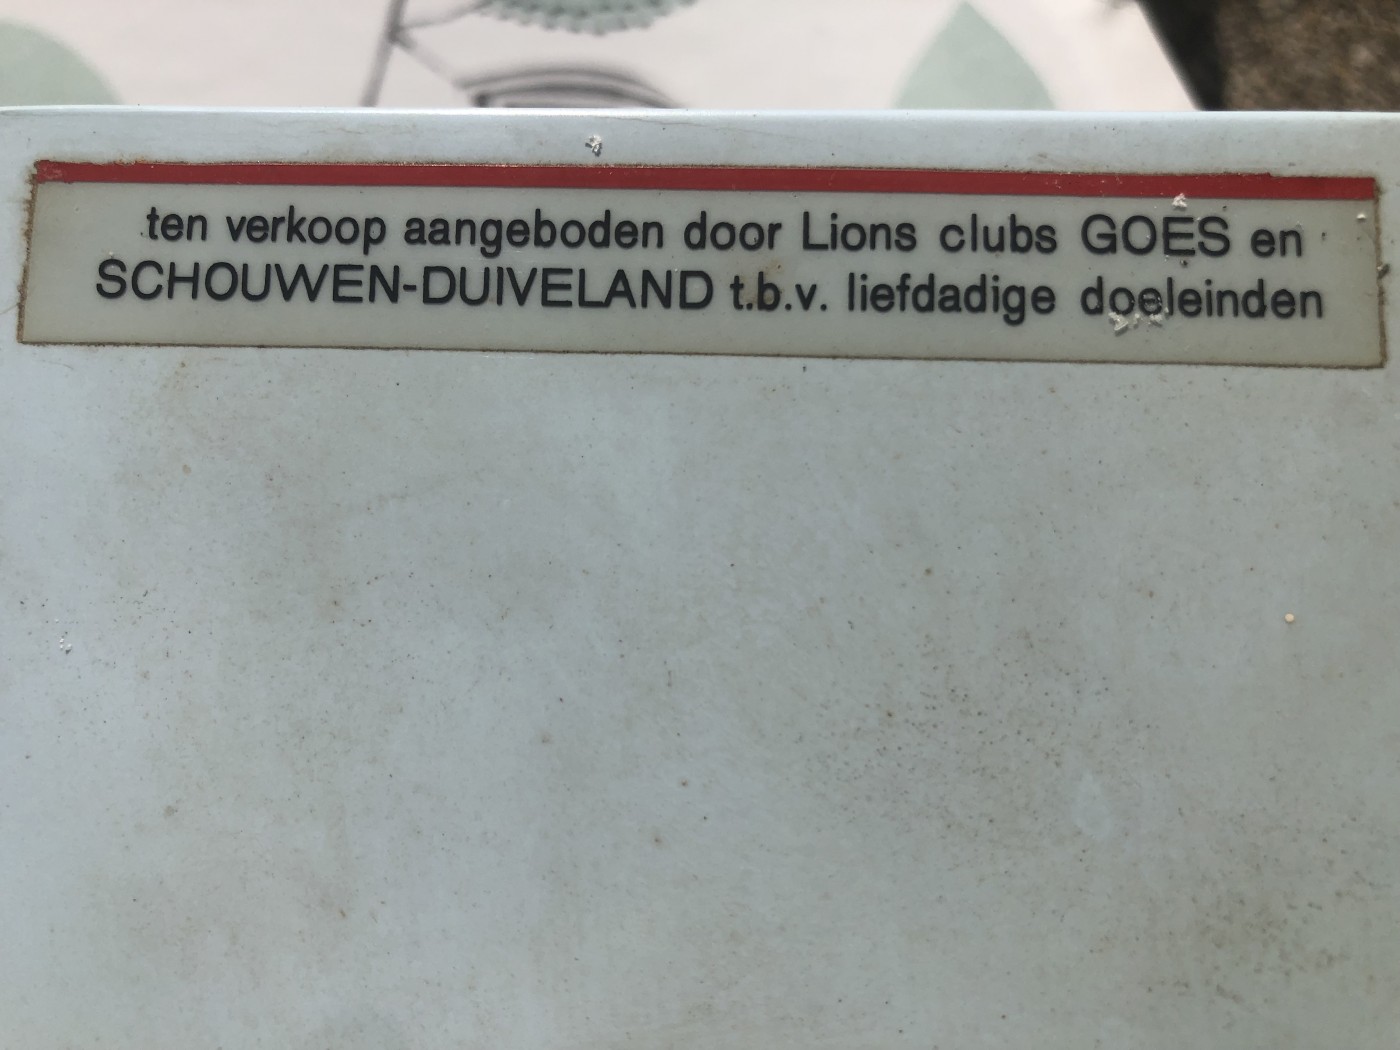 ten verkoop aangeboden door Lions clubs GOES en
SCHOUWEN-DUIVELAND t.b.v. liefdadige doeleinden